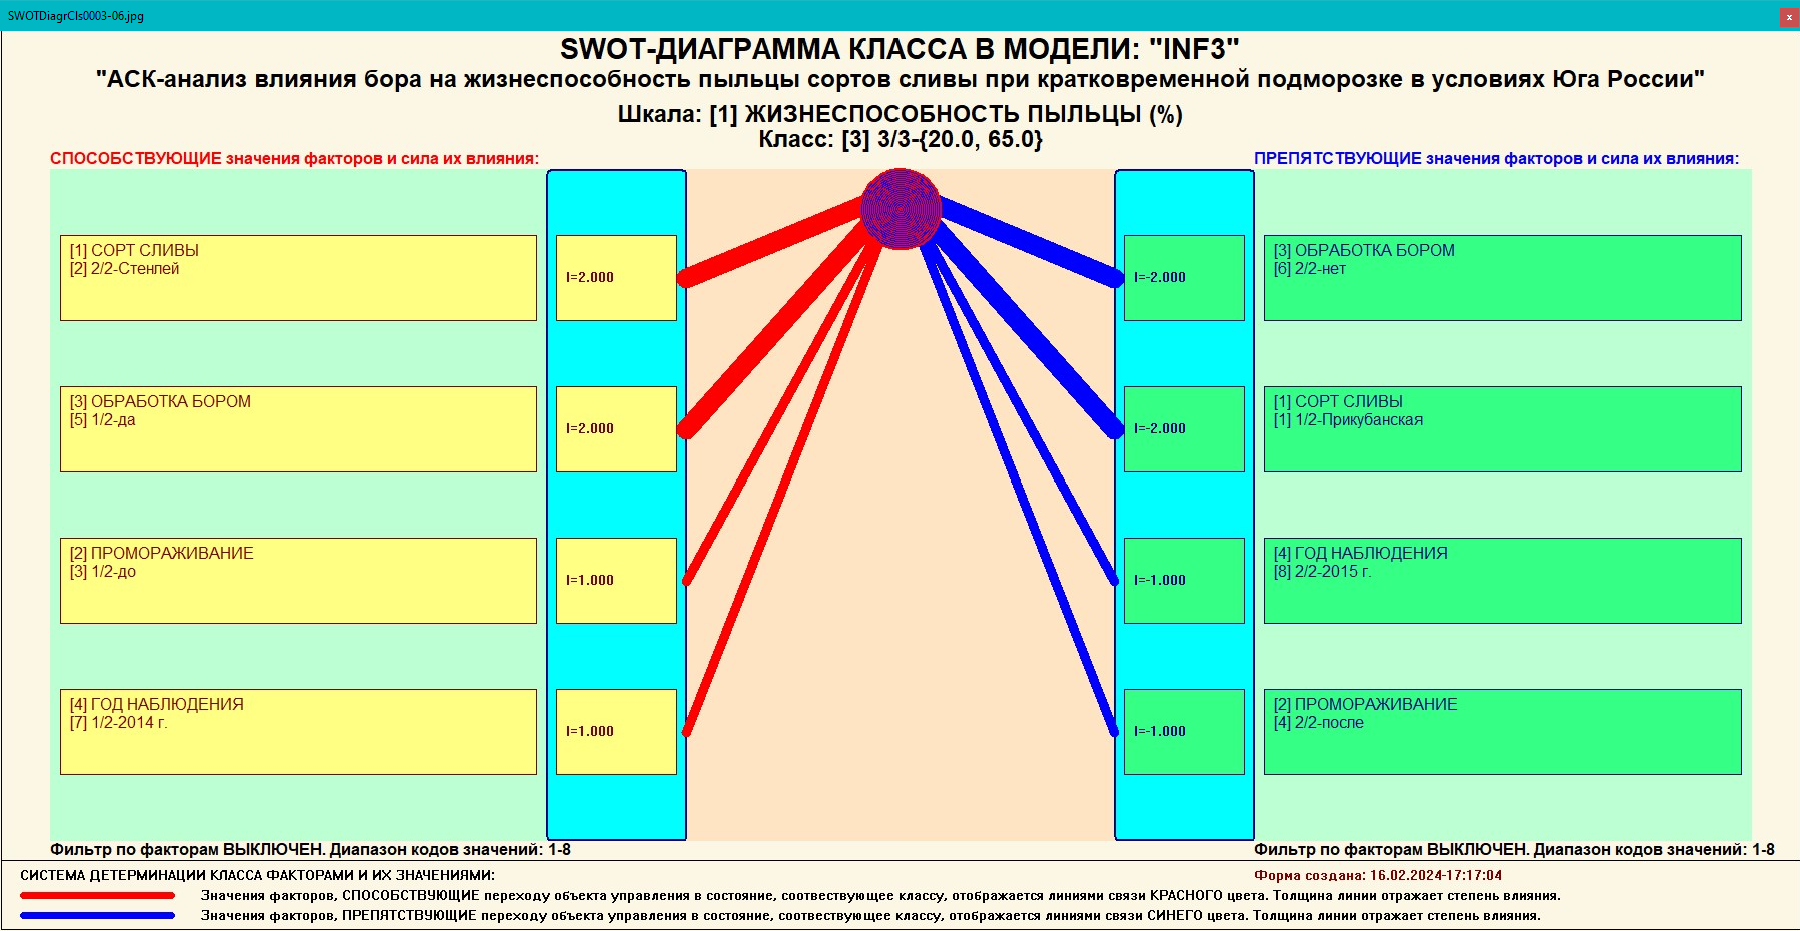 SWOTDiagrCls0003-06.jpg
x
SWOT-ДИАГРАММА КЛАССА В МОДЕЛИ: "INF3"
"АСК-анализ влияния бора на жизнеспособность пыльцы сортов сливы при кратковременной подморозке в условиях Юга России"
Шкала: [1] ЖИЗНЕСПОСОБНОСТЬ ПЫЛЬЦЫ (%)
Класс: [3] 3/3-{20.0, 65.0}
СПОСОБСТВУЮЩИЕ значения факторов и сила их влияния:
[1] СОРТ СЛИВЫ
[2] 2/2-Стенлей
I=2.000
[3] ОБРАБОТКА БОРОМ
[5] 1/2-да
I=2.000
[2] ПРОМОРАЖИВАНИЕ
[3] 1/2-до
I=1.000
[4] ГОД НАБЛЮДЕНИЯ
[7] 1/2-2014 г.
I=1.000
Фильтр по факторам ВЫКЛЮЧЕН. Диапазон кодов значений: 1-8
ПРЕПЯТСТВУЮЩИЕ значения факторов и сила их влияния:
I=-2.000
[3] ОБРАБОТКА БОРОМ
[6] 2/2-нет
I=-2.000
[1] СОРТ СЛИВЫ
[1] 1/2-Прикубанская
I=-1.000
[4] ГОД НАБЛЮДЕНИЯ
[8] 2/2-2015 г.
I=-1.000
[2] ПРОМОРАЖИВАНИЕ
[4] 2/2-после
Фильтр по факторам ВЫКЛЮЧЕН. Диапазон кодов значений: 1-8
СИСТЕМА ДЕТЕРМИНАЦИИ КЛАССА ФАКТОРАМИ И ИХ ЗНАЧЕНИЯМИ:
Форма создана: 16.02.2024-17:17:04
Значения факторов, СПОСОБСТВУЮЩИЕ переходу объекта управления в состояние, соотвествующее классу, отображается линиями связи КРАСНОГО цвета. Толщина линии отражает степень влияния.
Значения факторов, ПРЕПЯТСТВУЮЩИЕ переходу объекта управления в состояние, соотвествующее классу, отображается линиями связи СИНЕГО цвета. Толщина линии отражает степень влияния.